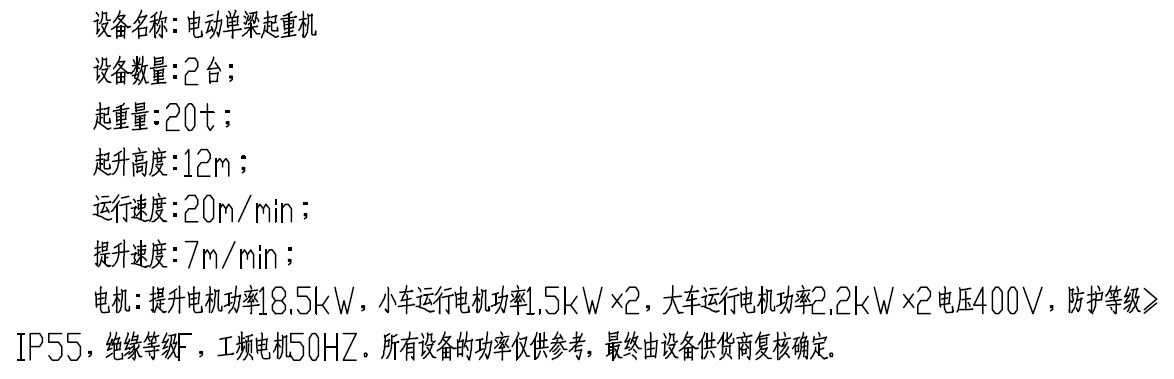 设备名称:电动单梁起重机
设备数量:2台;
起重量:20t;
起升高度:12m;
运行速度:20m/min;
提升速度:7m/min;
电机:提升电机功率18.5kW,小车运行电机功率1.5kW×2,大车运行电机功率2.2kW×2电压400V,防护等级≥
IP55,绝缘等级F,工频电机50HZ。所有设备的功率仅供参考,最终由设备供货商复核确定。